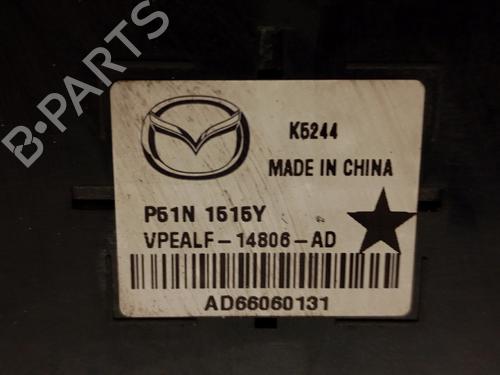 B-PARTS
K5244
MADE IN CHINA
P51N 1515Y
VPEALF-14806-AD
AD66060131